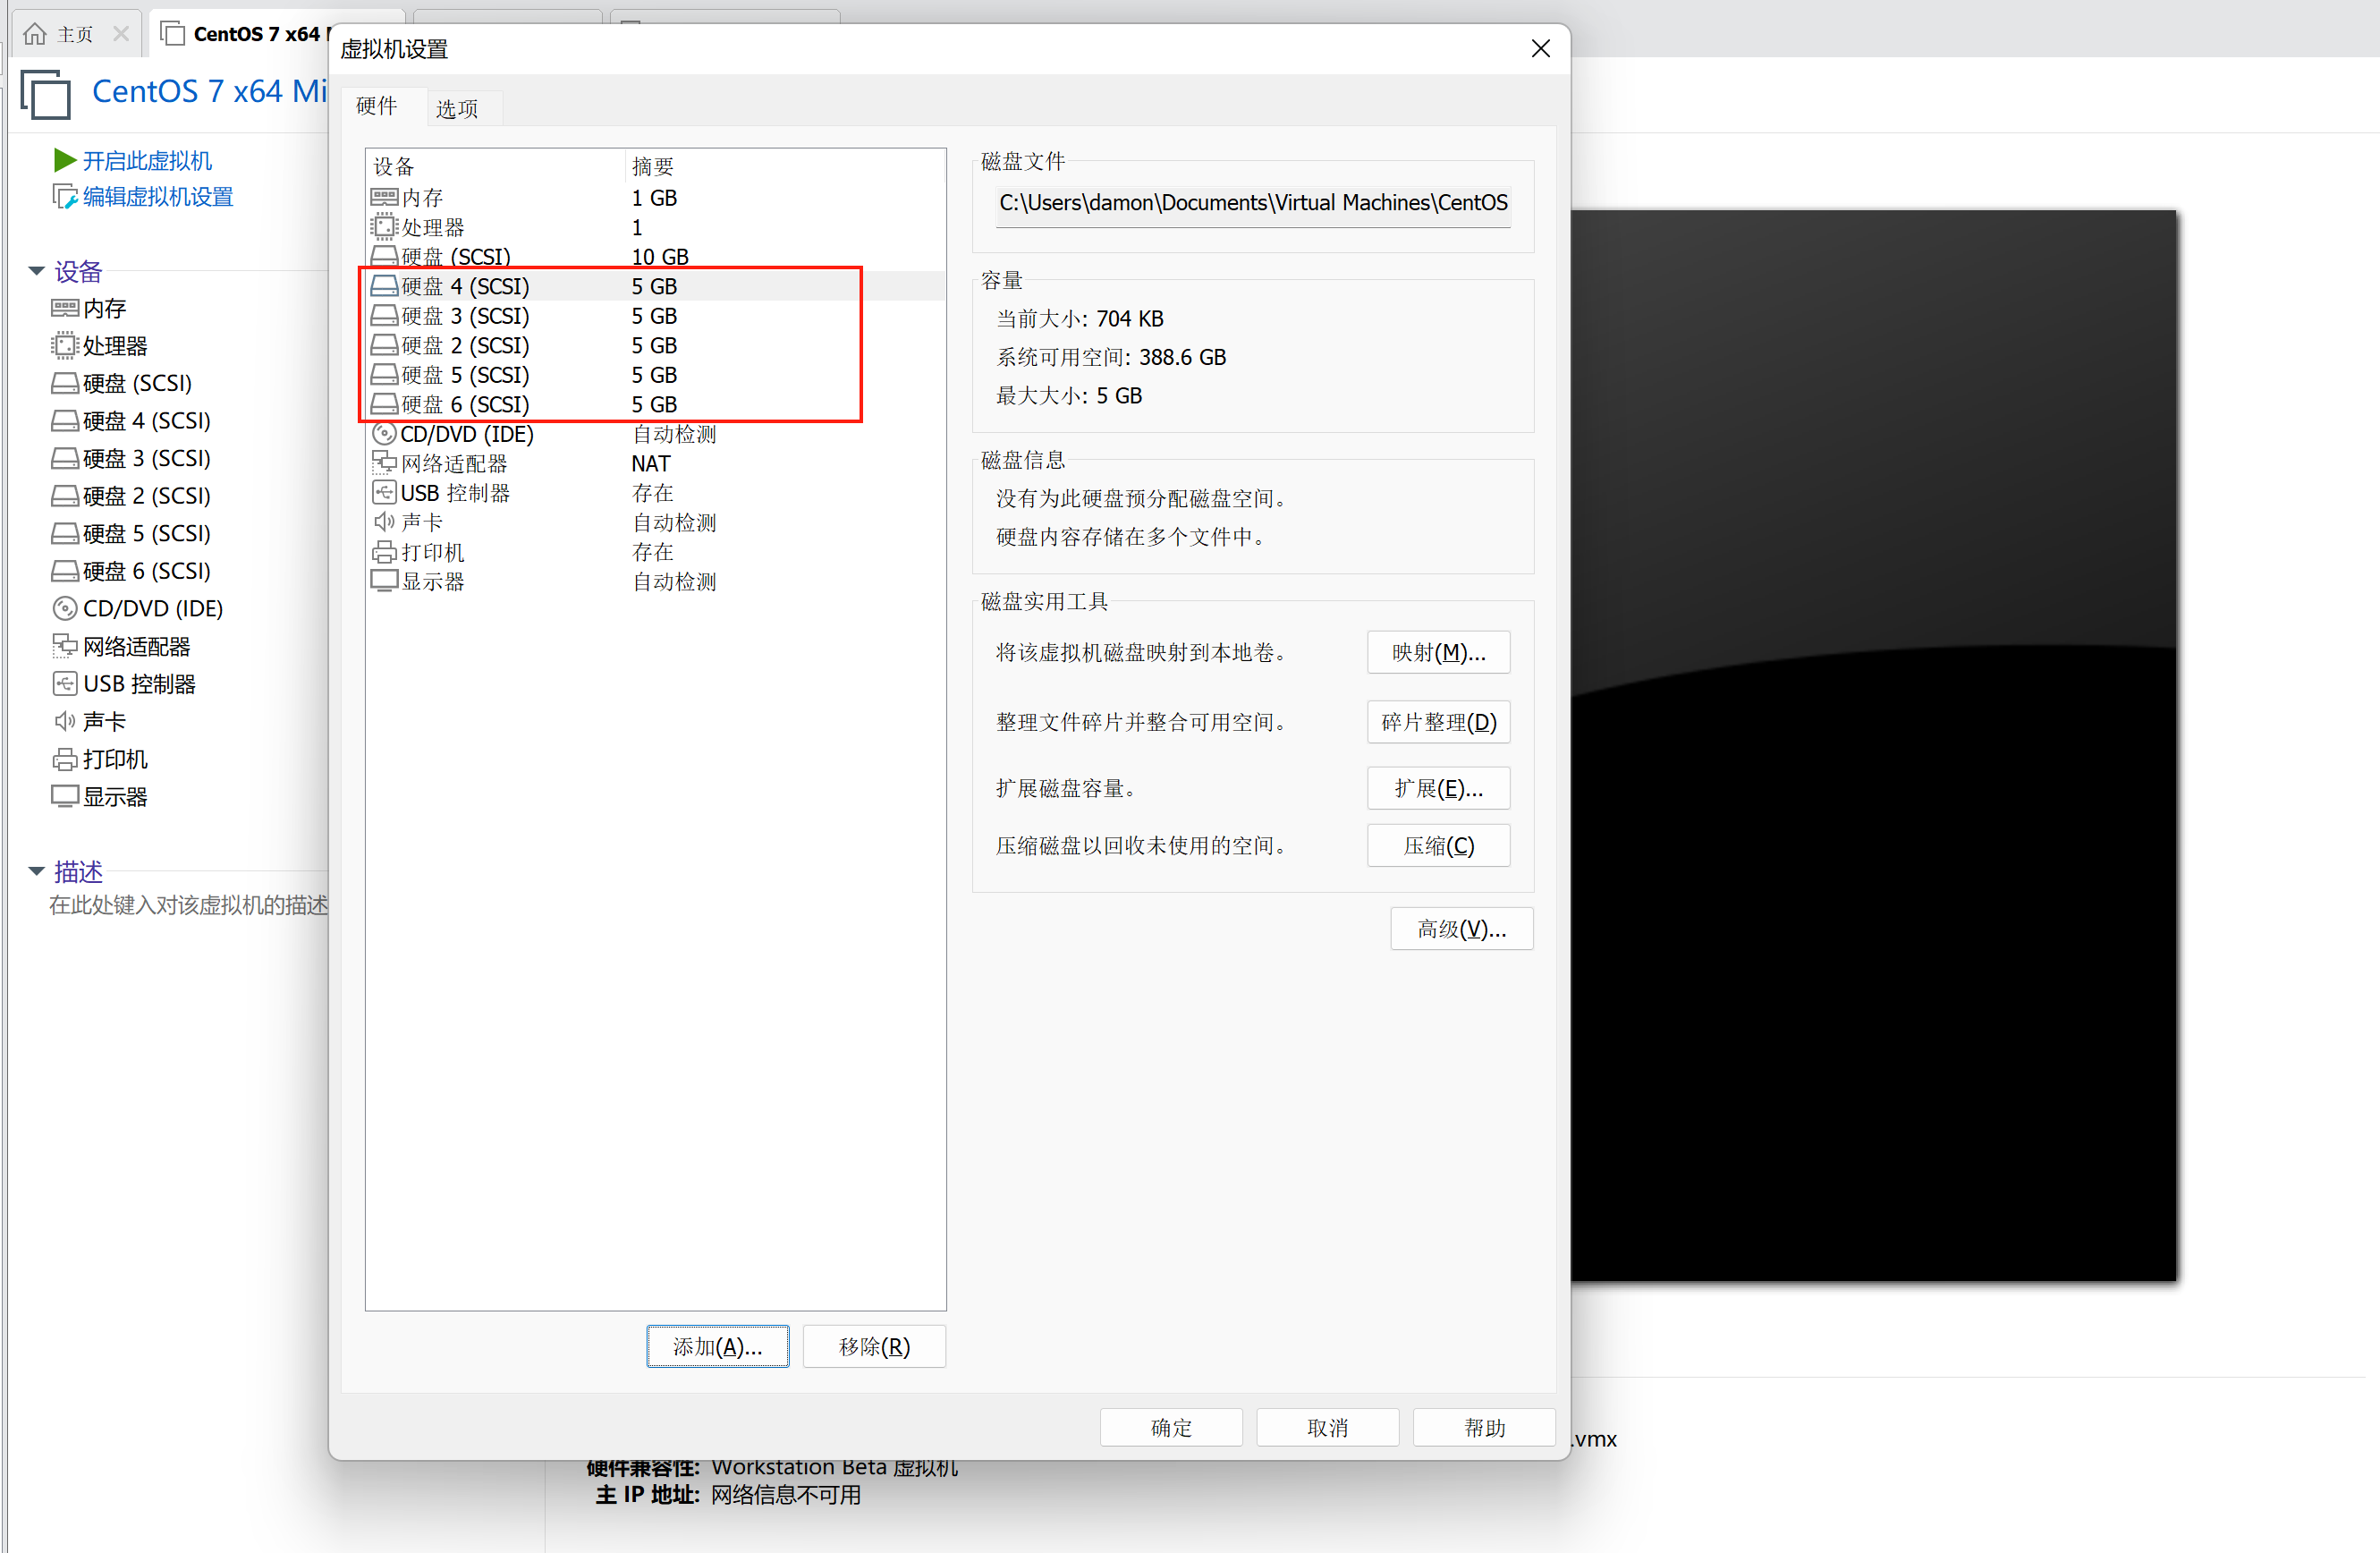 主页
CentOS 7 x64
虚拟机设置
CentOS 7 x64 Mi
硬件
选项
开启此虚拟机
编辑虚拟机设置
设备
内存
处理器
硬盘 (SCSI)
硬盘 4 (SCSI)
硬盘 3 (SCSI)
硬盘 2 (SCSI)
硬盘 5 (SCSI)
硬盘 6 (SCSI)
CD/DVD (IDE)
网络适配器
USB 控制器
声卡
打印机
显示器
描述
在此处键入对该虚拟机的描述
设备 摘要
内存 1 GB
处理器 1
硬盘 (SCSI) 10 GB
硬盘 4 (SCSI) 5 GB
硬盘 3 (SCSI) 5 GB
硬盘 2 (SCSI) 5 GB
硬盘 5 (SCSI) 5 GB
硬盘 6 (SCSI) 5 GB
CD/DVD (IDE) 自动检测
网络适配器 NAT
USB 控制器 存在
声卡 自动检测
打印机 存在
显示器 自动检测
添加(A)... 移除(R)
磁盘文件
C:\Users\damon\Documents\Virtual Machines\CentOS
容量
当前大小: 704 KB
系统可用空间: 388.6 GB
最大大小: 5 GB
磁盘信息
没有为此硬盘预分配磁盘空间。
硬盘内容存储在多个文件中。
磁盘实用工具
将该虚拟机磁盘映射到本地卷。 映射(M)...
整理文件碎片并整合可用空间。 碎片整理(D)
扩展磁盘容量。 扩展(E)...
压缩磁盘以回收未使用的空间。 压缩(C)
高级(V)...
确定 取消 帮助
.vmx
硬件兼容性: Workstation Beta 虚拟机
主 IP 地址: 网络信息不可用